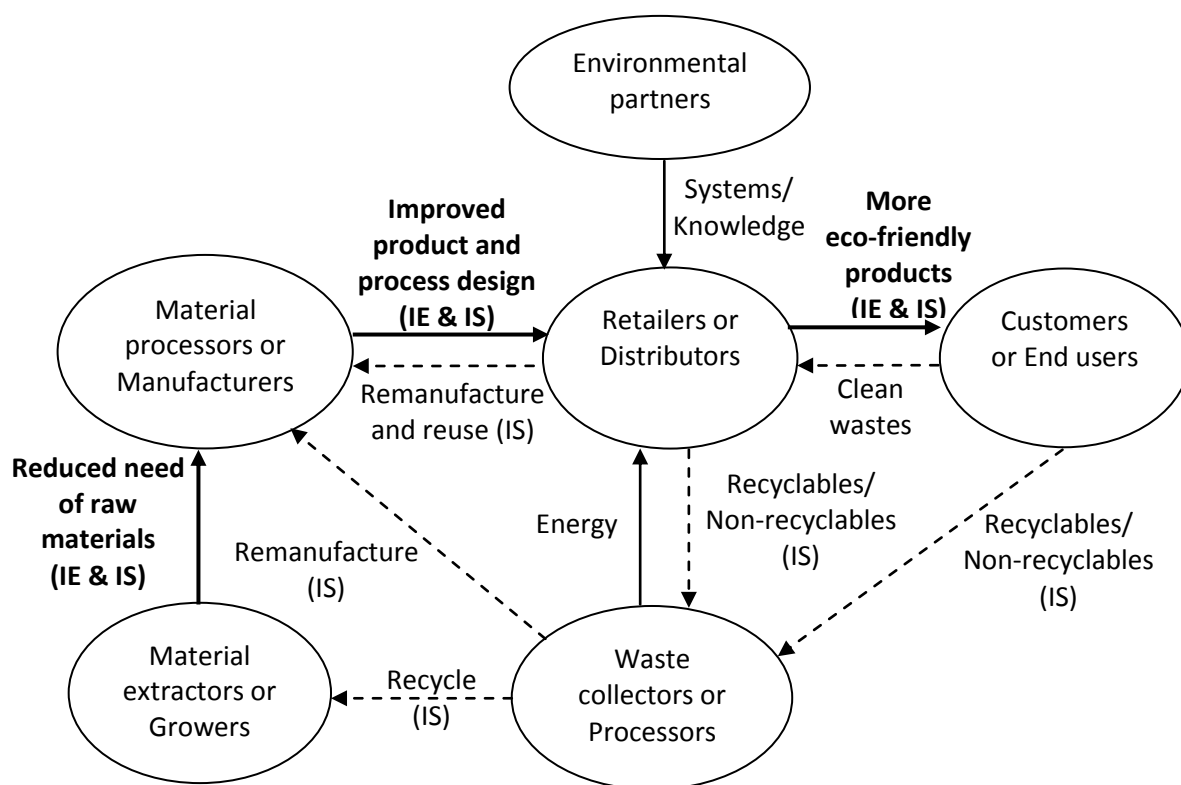 Environmental
partners
Systems/
Knowledge
Improved
product and
process design
(IE & IS)
More
eco-friendly
products
(IE & IS)
Material
processors or
Manufacturers
Retailers or
Distributors
Customers
or End users
Remanufacture
and reuse (IS)
Clean
wastes
Reduced need
of raw
materials
(IE & IS)
Remanufacture
(IS)
Energy
Recyclables/
Non-recyclables
(IS)
Recyclables/
Non-recyclables
(IS)
Material
extractors or
Growers
Recycle
(IS)
Waste
collectors or
Processors